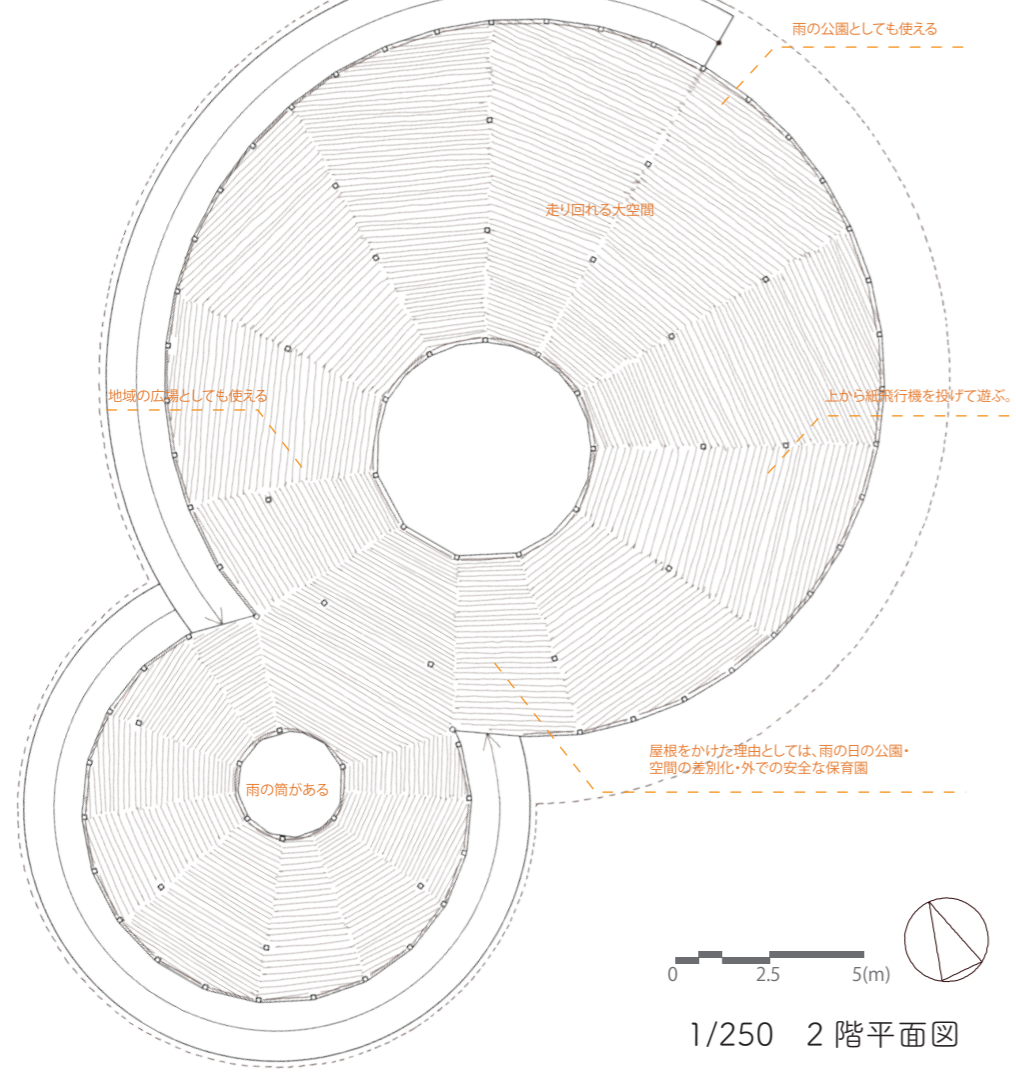 雨の公園としても使える
走り回れる大空間
地域の広場としても使える
上から紙飛行機を投げて遊ぶ。
屋根をかけた理由としては、雨の日の公園・
空間の差別化・外での安全な保育園
雨の筒がある
0 2.5 5(m)
1/250 2階平面図